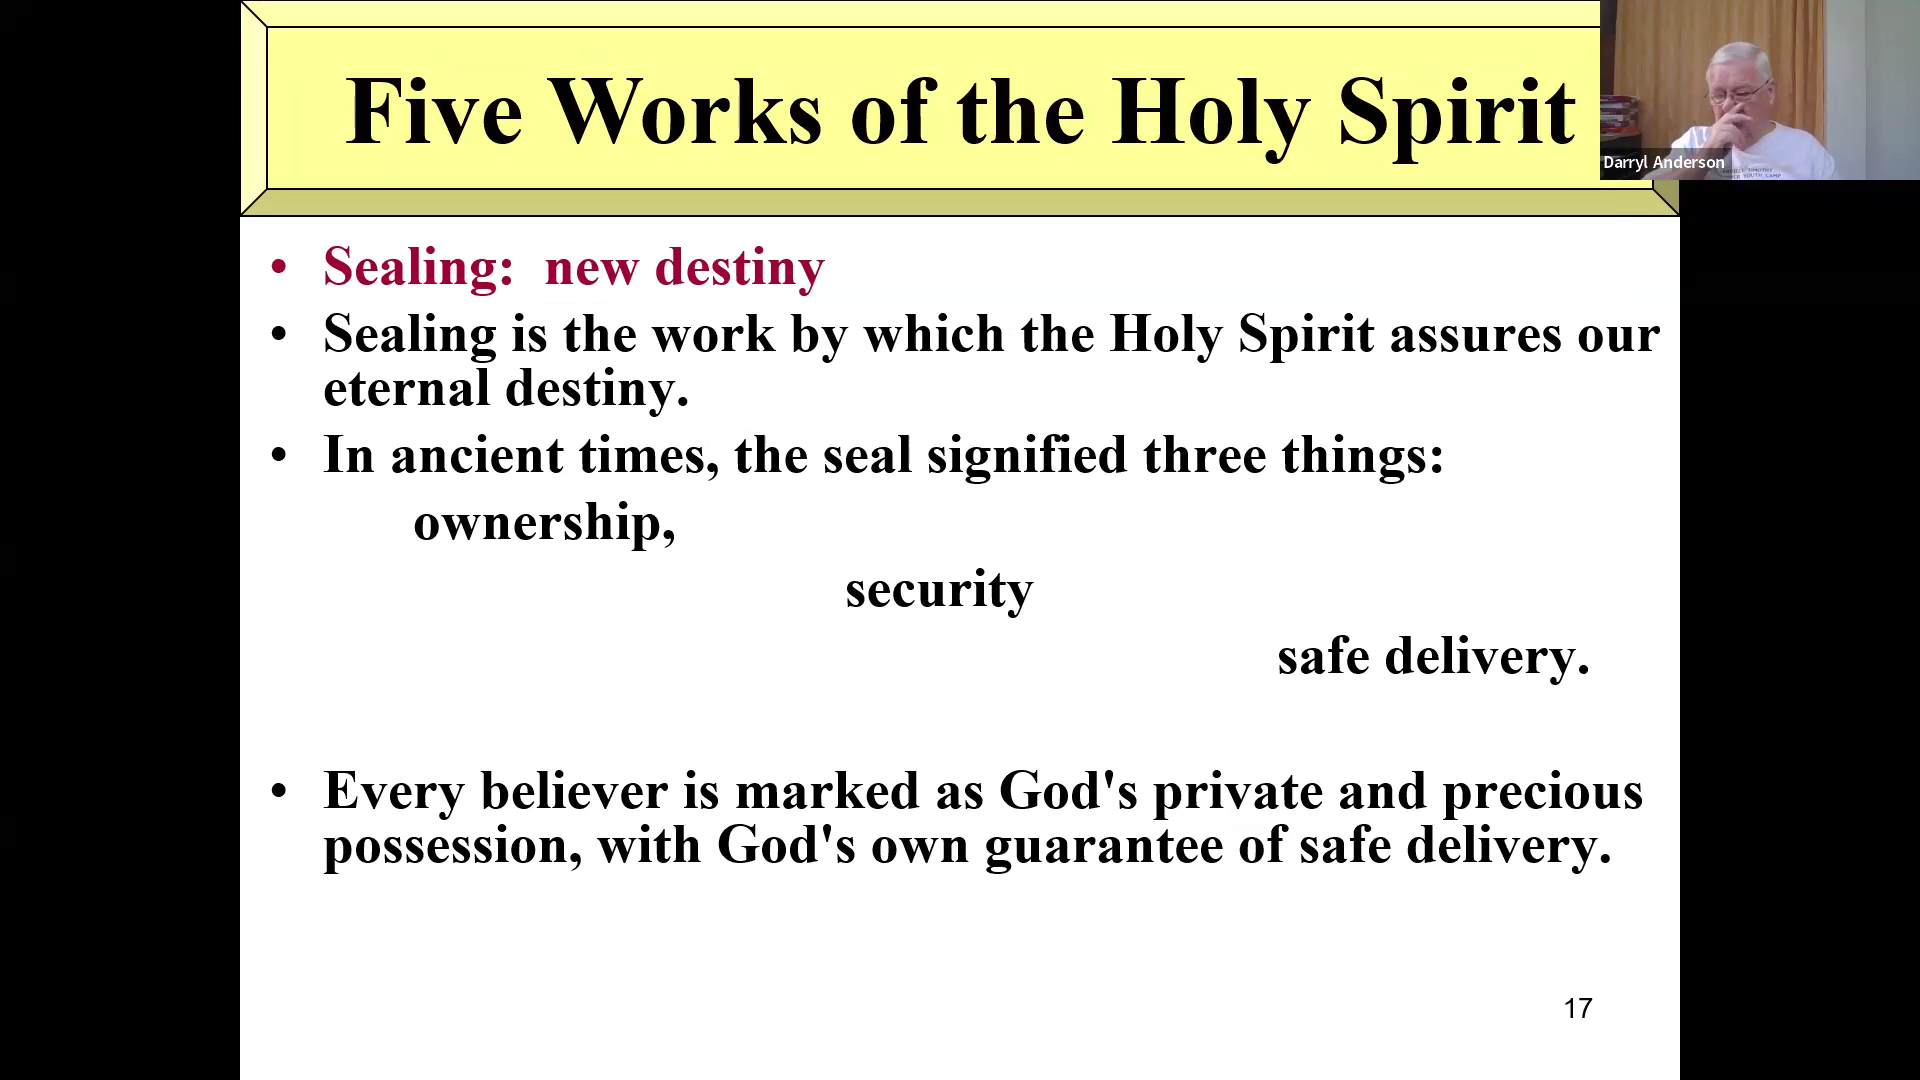 Five Works of the Holy Spirit
Darryl Anderson
• Sealing: new destiny
• Sealing is the work by which the Holy Spirit assures our
eternal destiny.
• In ancient times, the seal signified three things:
ownership,
security
safe delivery.
• Every believer is marked as God's private and precious
possession, with God's own guarantee of safe delivery.
17